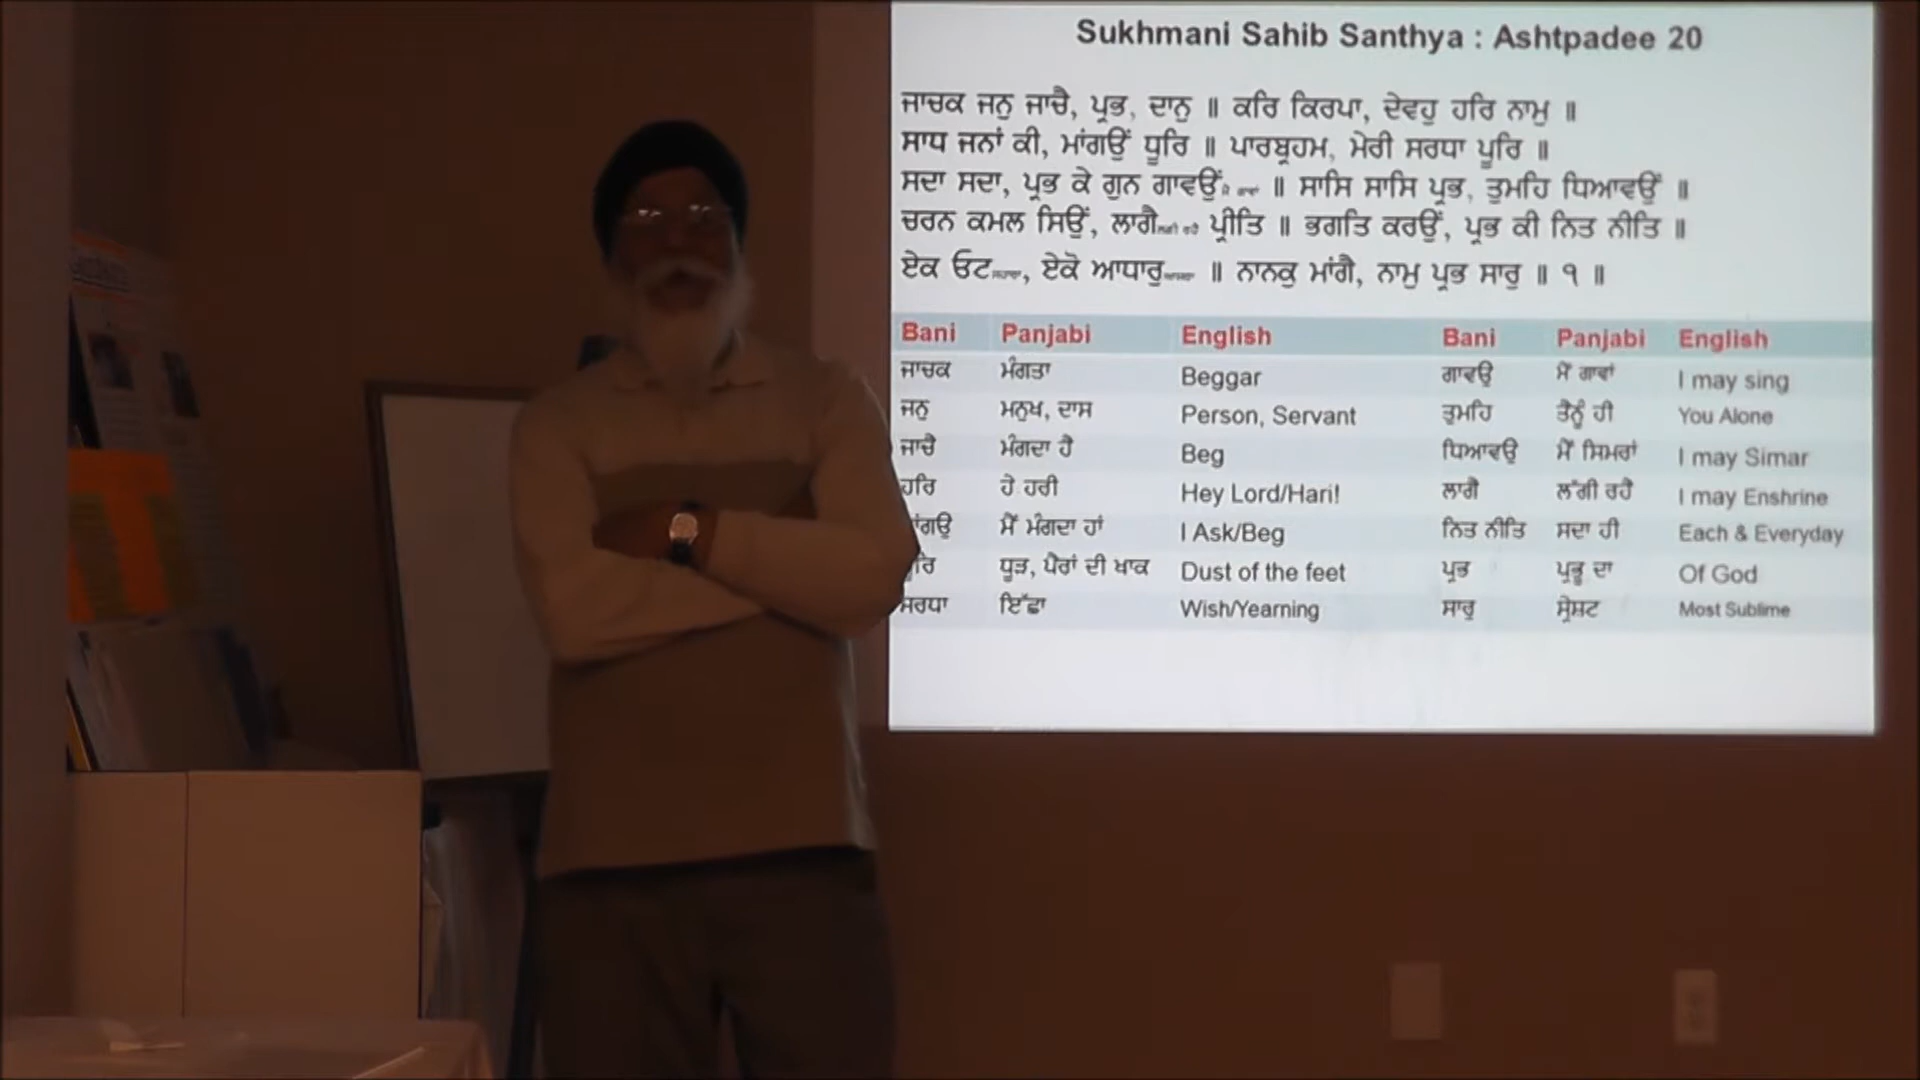 Sukhmani Sahib Santhya : Ashtpadee 20
ਜਾਚਕ ਜਨੁ ਜਾਚੈ, ਪ੍ਰਭ, ਦਾਨੁ ॥ ਕਰਿ ਕਿਰਪਾ, ਦੇਵਹੁ ਹਰਿ ਨਾਮੁ ॥
ਸਾਧ ਜਨਾਂ ਕੀ, ਮਾਂਗਉਂ ਧੂਰਿ ॥ ਪਾਰਬ੍ਰਹਮ, ਮੇਰੀ ਸਰਧਾ ਪੂਰਿ ॥
ਸਦਾ ਸਦਾ, ਪ੍ਰਭ ਕੇ ਗੁਨ ਗਾਵਉਂ ॥ ਸਾਸਿ ਸਾਸਿ ਪ੍ਰਭ, ਤੁਮਹਿ ਧਿਆਵਉਂ ॥
ਚਰਨ ਕਮਲ ਸਿਉਂ, ਲਾਗੈ ਪ੍ਰੀਤਿ ॥ ਭਗਤਿ ਕਰਉਂ, ਪ੍ਰਭ ਕੀ ਨਿਤ ਨੀਤਿ ॥
ਏਕ ਓਟ, ਏਕੋ ਆਧਾਰੁ ॥ ਨਾਨਕੁ ਮਾਂਗੈ, ਨਾਮੁ ਪ੍ਰਭ ਸਾਰੁ ॥ ੧ ॥
Bani Panjabi English Bani Panjabi English
ਜਾਚਕ ਮੰਗਤਾ Beggar ਗਾਵਉ ਮੈਂ ਗਾਵਾਂ I may sing
ਜਨੁ ਮਨੁਖ, ਦਾਸ Person, Servant ਤੁਮਹਿ ਤੈਨੂੰ ਹੀ You Alone
ਜਾਚੈ ਮੰਗਦਾ ਹੈ Beg ਧਿਆਵਉ ਮੈਂ ਸਿਮਰਾਂ I may Simar
ਹਰਿ ਹੇ ਹਰੀ Hey Lord/Hari! ਲਾਗੈ ਲੱਗੀ ਰਹੈ I may Enshrine
ਾਂਗਉ ਮੈਂ ਮੰਗਦਾ ਹਾਂ I Ask/Beg ਨਿਤ ਨੀਤਿ ਸਦਾ ਹੀ Each & Everyday
ਰਿ ਧੂੜ, ਪੈਰਾਂ ਦੀ ਖਾਕ Dust of the feet ਪ੍ਰਭ ਪ੍ਰਭੂ ਦਾ Of God
ਸਰਧਾ ਇੱਛਾ Wish/Yearning ਸਾਰੁ ਸ੍ਰੇਸ਼ਟ Most Sublime